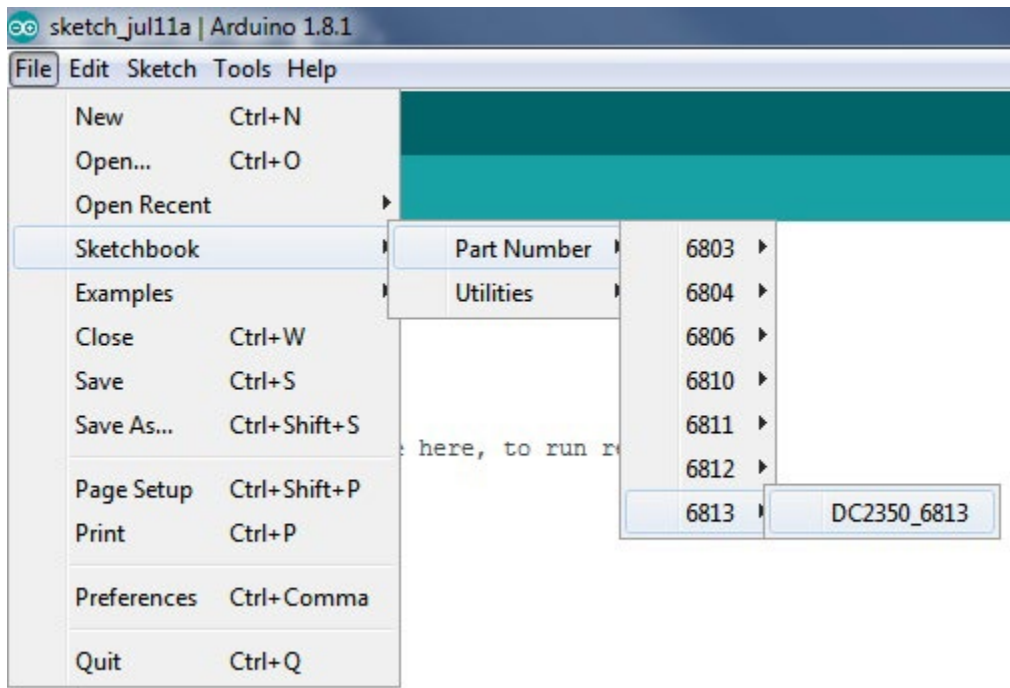 sketch_jul11a | Arduino 1.8.1
File Edit Sketch Tools Help
New Ctrl+N
Open... Ctrl+O
Open Recent
Sketchbook
Examples
Close Ctrl+W
Save Ctrl+S
Save As... Ctrl+Shift+S
Page Setup Ctrl+Shift+P
Print Ctrl+P
Preferences Ctrl+Comma
Quit Ctrl+Q
Part Number
Utilities
6803
6804
6806
6810
6811
6812
6813
DC2350_6813
here, to run